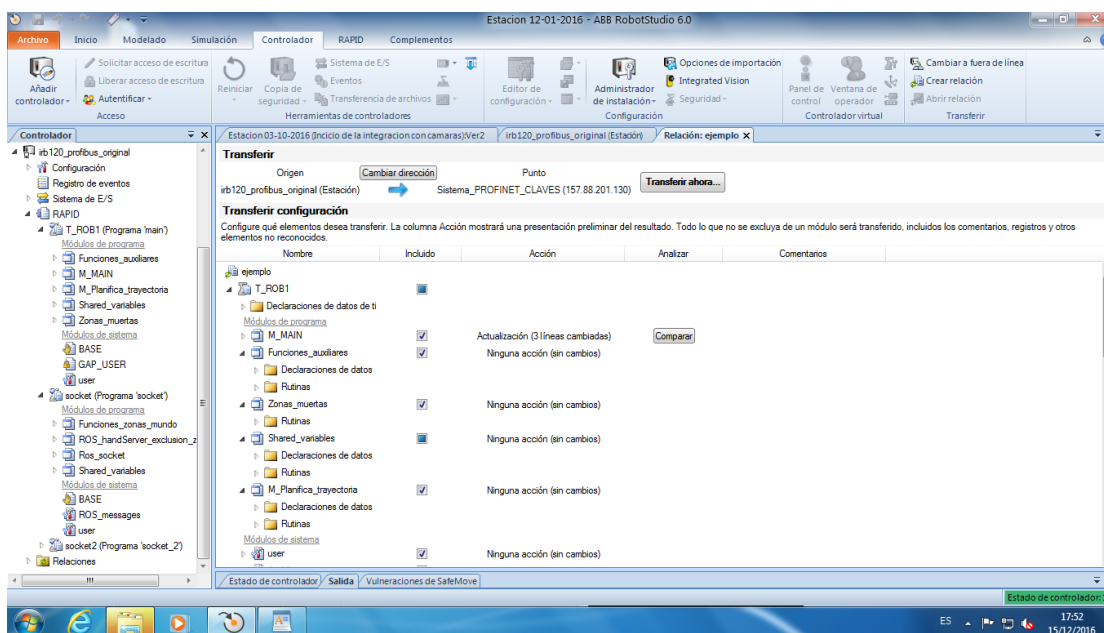 Estacion 12-01-2016 - ABB RobotStudio 6.0
Archivo Inicio Modelado Simulación Controlador RAPID Complementos
Añadir controlador
Solicitar acceso de escritura
Liberar acceso de escritura
Autentificar
Acceso
Reiniciar
Copia de seguridad
Sistema de E/S
Eventos
Transferencia de archivos
Herramientas de controladores
Editor de configuración
Administrador de instalación
Opciones de importación
Integrated Vision
Seguridad
Configuración
Panel de control
Ventana de operador
Controlador virtual
Cambiar a fuera de línea
Crear relación
Abrir relación
Transferir
Controlador
irb120_profibus_original
Configuración
Registro de eventos
Sistema de E/S
RAPID
T_ROB1 (Programa 'main')
Módulos de programa
Funciones_auxiliares
M_MAIN
M_Planifica_trayectoria
Shared_variables
Zonas_muertas
Módulos de sistema
BASE
GAP_USER
user
socket (Programa 'socket')
Módulos de programa
Funciones_zonas_mundo
ROS_handServer_exclusion_z
Ros_socket
Shared_variables
Módulos de sistema
BASE
ROS_messages
user
socket2 (Programa 'socket_2')
Relaciones
Estacion 03-10-2016 (Incicio de la integracion con camaras):Ver2 irb120_profibus_original (Estación) Relación: ejemplo X
Transferir
Origen Cambiar dirección Punto
irb120_profibus_original (Estación) Sistema_PROFINET_CLAVES (157.88.201.130) Transferir ahora...
Transferir configuración
Configure qué elementos desea transferir. La columna Acción mostrará una presentación preliminar del resultado. Todo lo que no se excluya de un módulo será transferido, incluidos los comentarios, registros y otros
elementos no reconocidos.
Nombre Incluido Acción Analizar Comentarios
ejemplo
T_ROB1
Declaraciones de datos de ti
Módulos de programa
M_MAIN Actualización (3 líneas cambiadas) Comparar
Funciones_auxiliares Ninguna acción (sin cambios)
Declaraciones de datos
Rutinas
Zonas_muertas Ninguna acción (sin cambios)
Rutinas
Shared_variables Ninguna acción (sin cambios)
Declaraciones de datos
Rutinas
M_Planifica_trayectoria Ninguna acción (sin cambios)
Declaraciones de datos
Rutinas
Módulos de sistema
user Ninguna acción (sin cambios)
Estado de controlador Salida Vulneraciones de SafeMove
Estado de controlador:
ES 17:52
15/12/2016